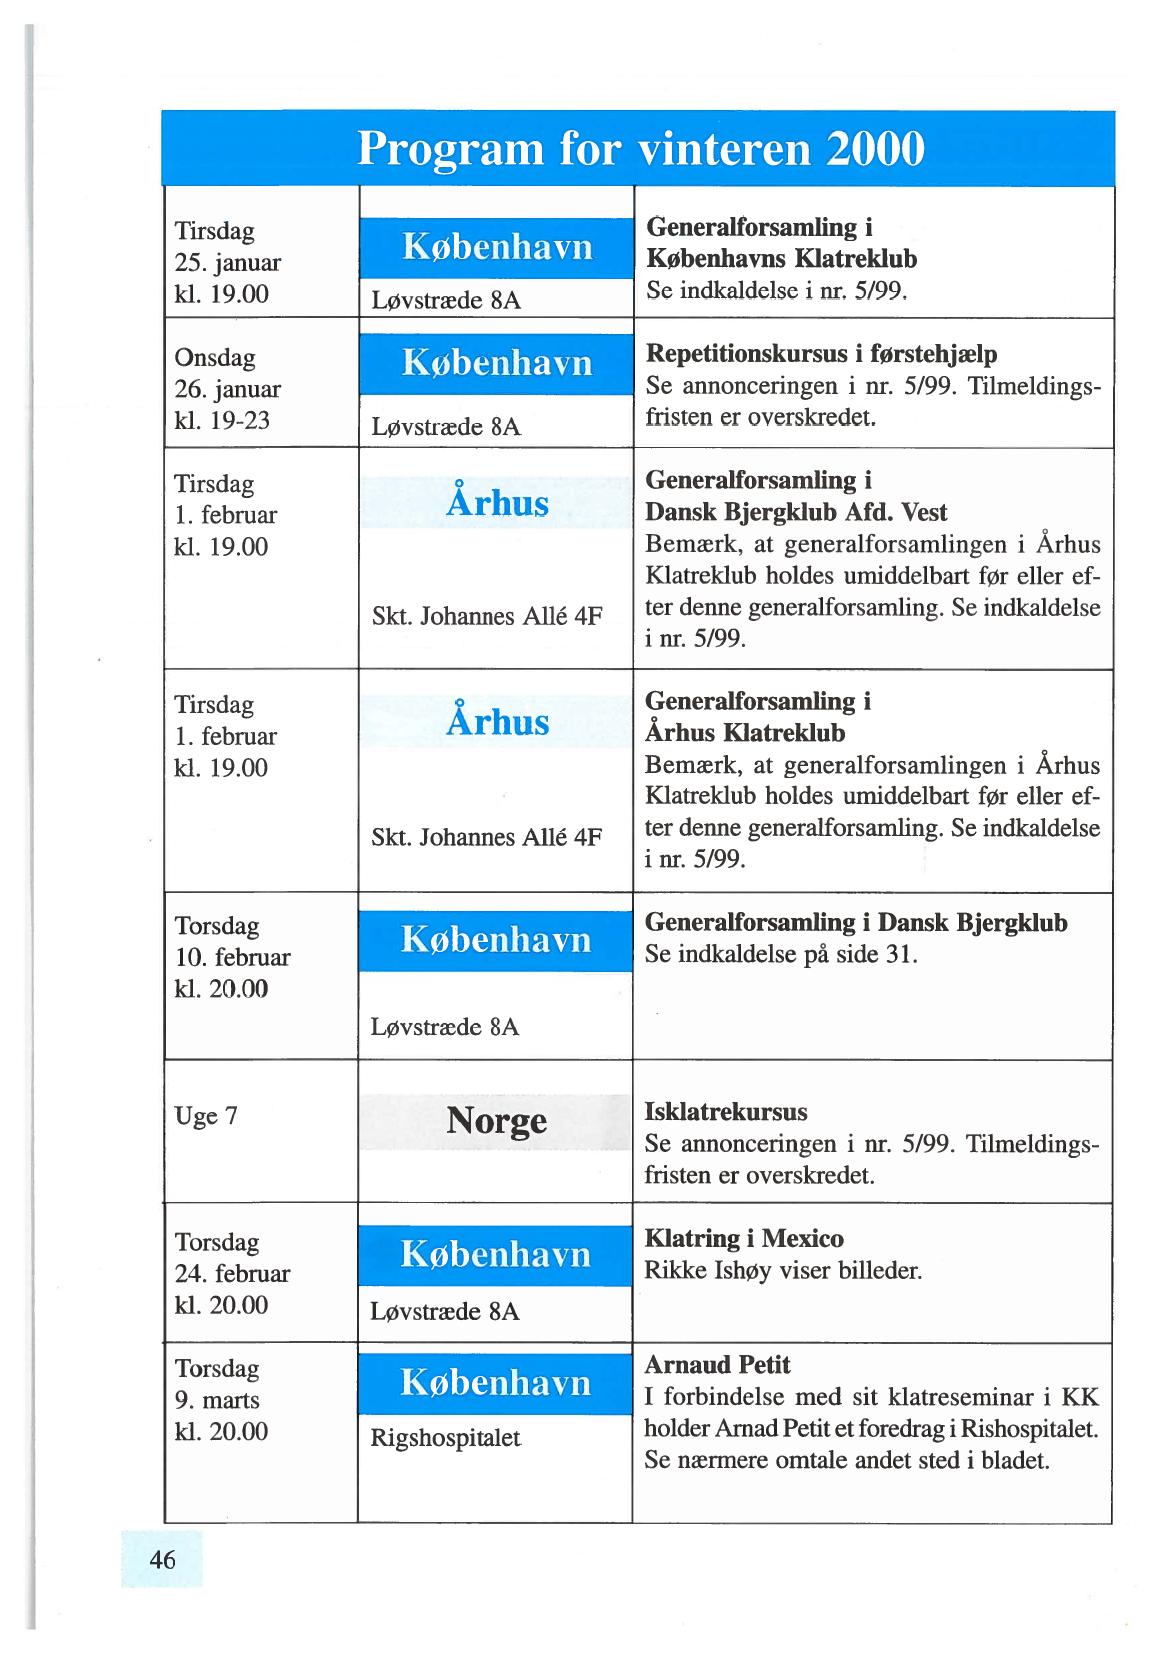 Program for vinteren 2000
Tirsdag
25. januar
kl. 19.00
København
Løvstræde 8A
Generalforsamling i
Københavns Klatreklub
Se indkaldelse i nr. 5/99.
Onsdag
26. januar
kl. 19-23
København
Løvstræde 8A
Repetitionskursus i førstehjælp
Se annonceringen i nr. 5/99. Tilmeldings-
fristen er overskredet.
Tirsdag
1. februar
kl. 19.00
Århus
Skt. Johannes Allé 4F
Generalforsamling i
Dansk Bjergklub Afd. Vest
Bemærk, at generalforsamlingen i Århus
Klatreklub holdes umiddelbart før eller ef-
ter denne generalforsamling. Se indkaldelse
i nr. 5/99.
Tirsdag
1. februar
kl. 19.00
Århus
Skt. Johannes Allé 4F
Generalforsamling i
Århus Klatreklub
Bemærk, at generalforsamlingen i Århus
Klatreklub holdes umiddelbart før eller ef-
ter denne generalforsamling. Se indkaldelse
i nr. 5/99.
Torsdag
10. februar
kl. 20.00
København
Løvstræde 8A
Generalforsamling i Dansk Bjergklub
Se indkaldelse på side 31.
Uge 7
Norge
Isklatrekursus
Se annonceringen i nr. 5/99. Tilmeldings-
fristen er overskredet.
Torsdag
24. februar
kl. 20.00
København
Løvstræde 8A
Klatring i Mexico
Rikke Ishøy viser billeder.
Torsdag
9. marts
kl. 20.00
København
Rigshospitalet
Arnaud Petit
I forbindelse med sit klatreseminar i KK
holder Arnad Petit et foredrag i Rishospitalet.
Se nærmere omtale andet sted i bladet.
46